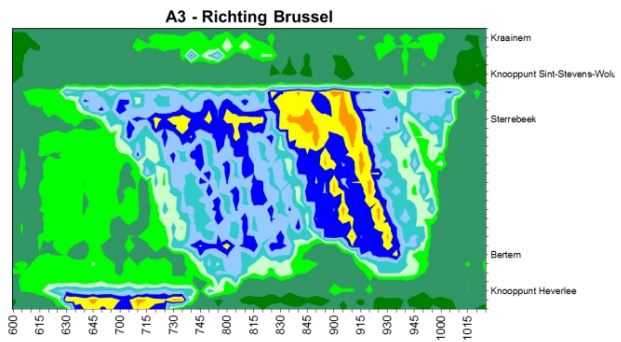 A3 - Richting Brussel
Kraainem
Knooppunt Sint-Stevens-Wolu
Sterrebeek
Bertem
Knooppunt Heverlee
600 615 630 645 700 715 730 745 800 815 830 845 900 915 930 945 1000 1015